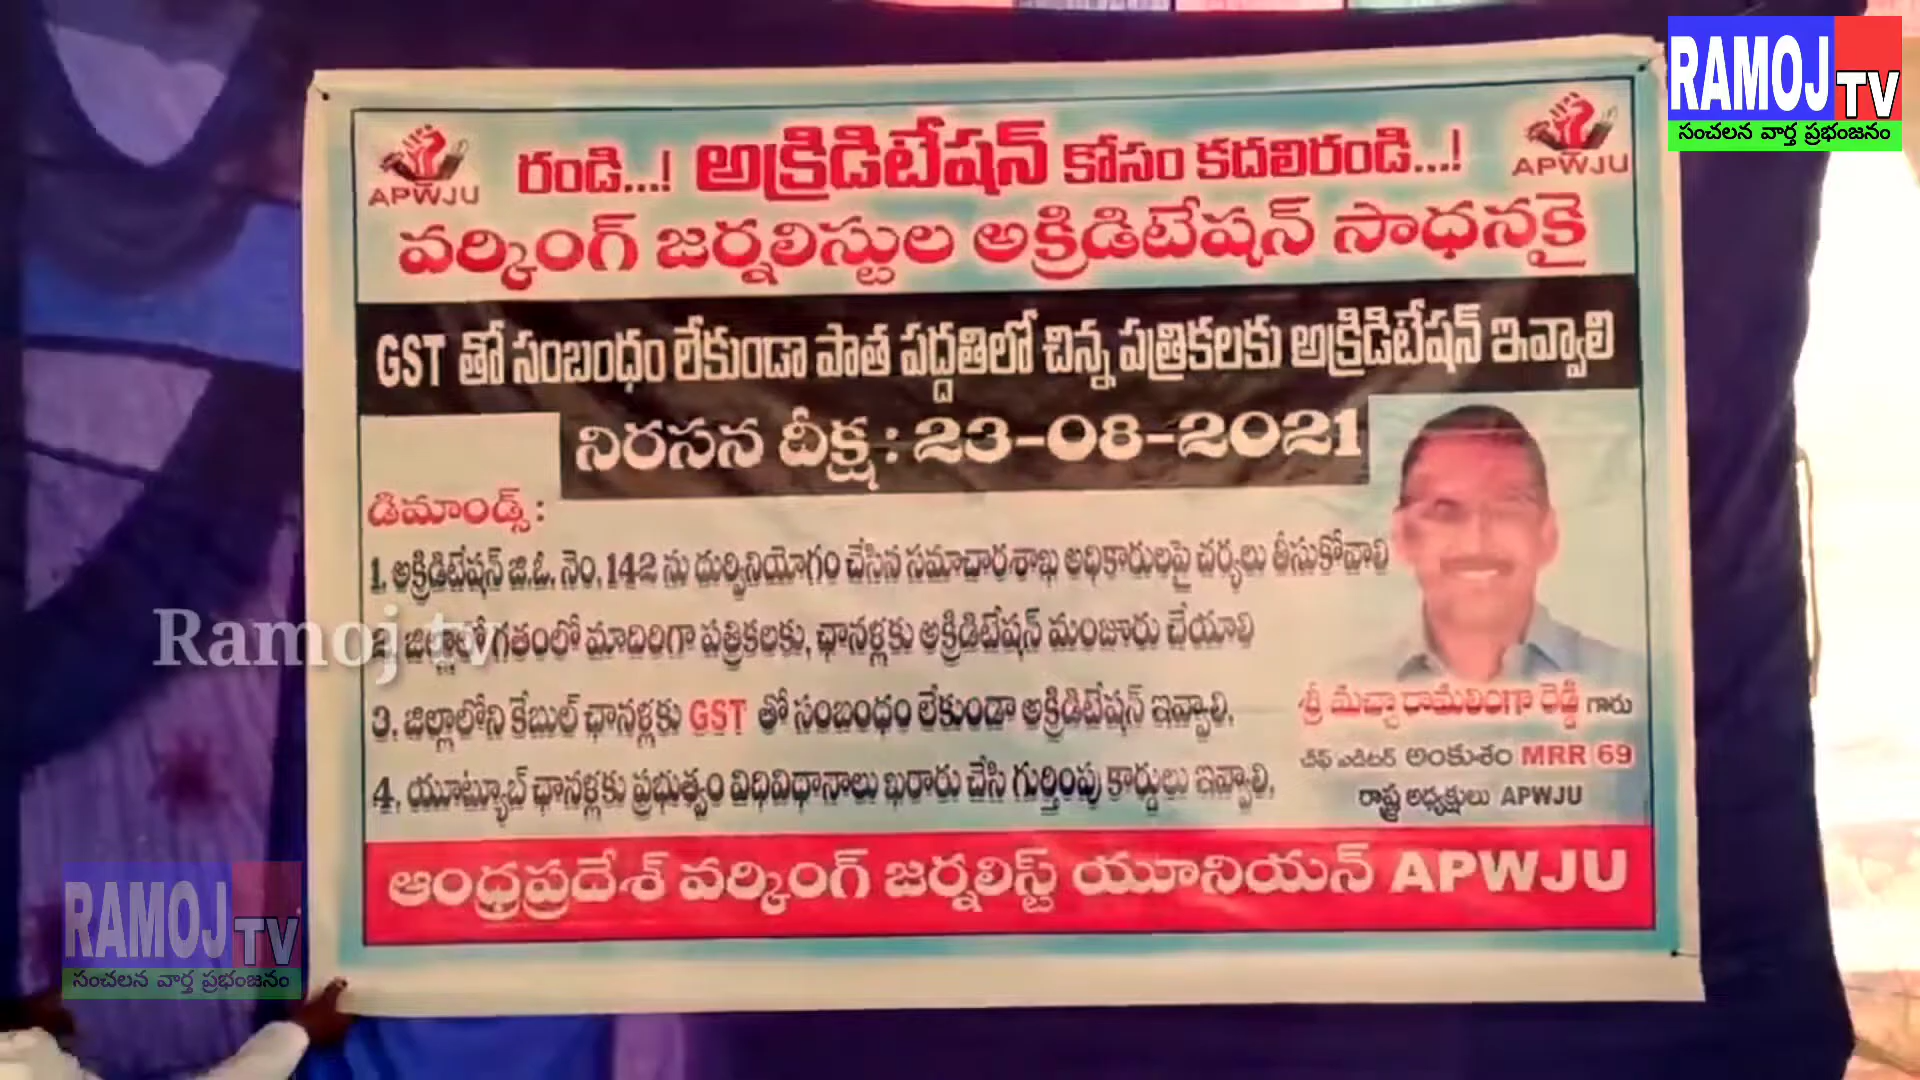 RAMOJ TV
సంచలన వార్త ప్రభంజనం
APWJU
రండి...! అక్రిడిటేషన్ కోసం కదలిరండి...!
APWJU
వర్కింగ్ జర్నలిస్టుల అక్రిడిటేషన్ సాధనకై
GST తో సంబంధం లేకుండా పాత పద్దతిలో చిన్న పత్రికలకు అక్రిడిటేషన్ ఇవ్వాలి
నిరసన దీక్ష : 23-08-2021
డిమాండ్స్ :
1. అక్రిడిటేషన్ జి.ఓ. నెం. 142 ను దుర్వినియోగం చేసిన సమాచారశాఖ అధికారులపై చర్యలు తీసుకోవాలి
2. జిల్లాలో గతంలో మాదిరిగా పత్రికలకు, ఛానళ్లకు అక్రిడిటేషన్ మంజూరు చేయాలి
3. జిల్లాలోని కేబుల్ ఛానళ్లకు GST తో సంబంధం లేకుండా అక్రిడిటేషన్ ఇవ్వాలి.
4. యూట్యూబ్ ఛానళ్లకు ప్రభుత్వం విధివిధానాలు ఖరారు చేసి గుర్తింపు కార్డులు ఇవ్వాలి.
శ్రీ మచ్చా రామలింగా రెడ్డి గారు
చీఫ్ ఎడిటర్ అంకుశం MRR 69
రాష్ట్ర అధ్యక్షులు APWJU
ఆంధ్రప్రదేశ్ వర్కింగ్ జర్నలిస్ట్ యూనియన్ APWJU
Ramoj tv
RAMOJ TV
సంచలన వార్త ప్రభంజనం